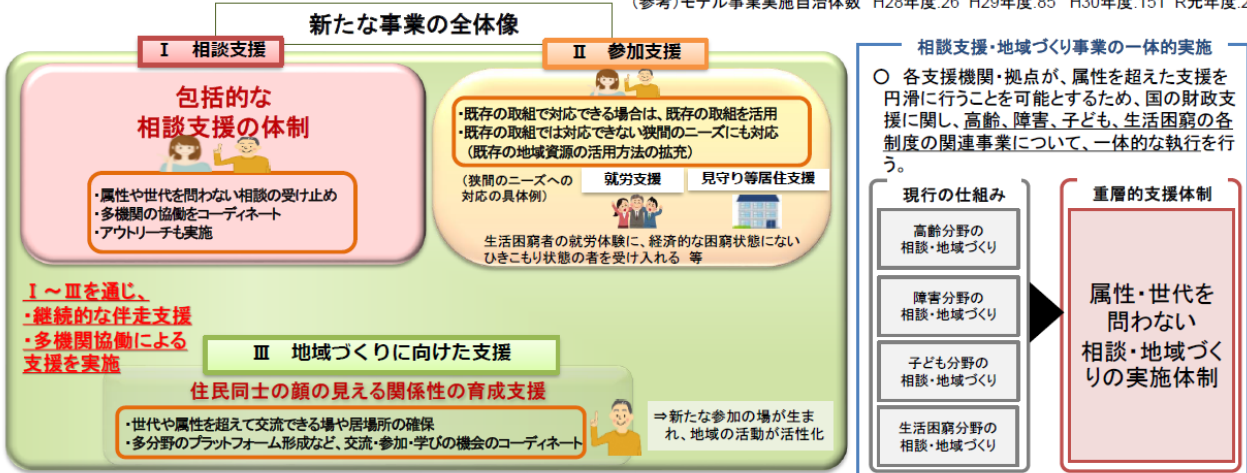 (参考)モデル事業実施自治体数 H28年度:26 H29年度:85 H30年度:151 R元年度:2
新たな事業の全体像
Ⅰ 相談支援
包括的な
相談支援の体制
・属性や世代を問わない相談の受け止め
・多機関の協働をコーディネート
・アウトリーチも実施
Ⅱ 参加支援
・既存の取組で対応できる場合は、既存の取組を活用
・既存の取組では対応できない狭間のニーズにも対応
(既存の地域資源の活用方法の拡充)
(狭間のニーズへの
対応の具体例)
就労支援
見守り等居住支援
生活困窮者の就労体験に、経済的な困窮状態にない
ひきこもり状態の者を受け入れる 等
Ⅰ~Ⅲを通じ、
・継続的な伴走支援
・多機関協働による
支援を実施
Ⅲ 地域づくりに向けた支援
住民同士の顔の見える関係性の育成支援
・世代や属性を超えて交流できる場や居場所の確保
・多分野のプラットフォーム形成など、交流・参加・学びの機会のコーディネート
⇒新たな参加の場が生ま
れ、地域の活動が活性化
相談支援・地域づくり事業の一体的実施
○ 各支援機関・拠点が、属性を超えた支援を
円滑に行うことを可能とするため、国の財政支
援に関し、高齢、障害、子ども、生活困窮の各
制度の関連事業について、一体的な執行を行
う。
現行の仕組み
高齢分野の
相談・地域づくり
障害分野の
相談・地域づくり
子ども分野の
相談・地域づくり
生活困窮分野の
相談・地域づくり
重層的支援体制
属性・世代を
問わない
相談・地域づく
りの実施体制